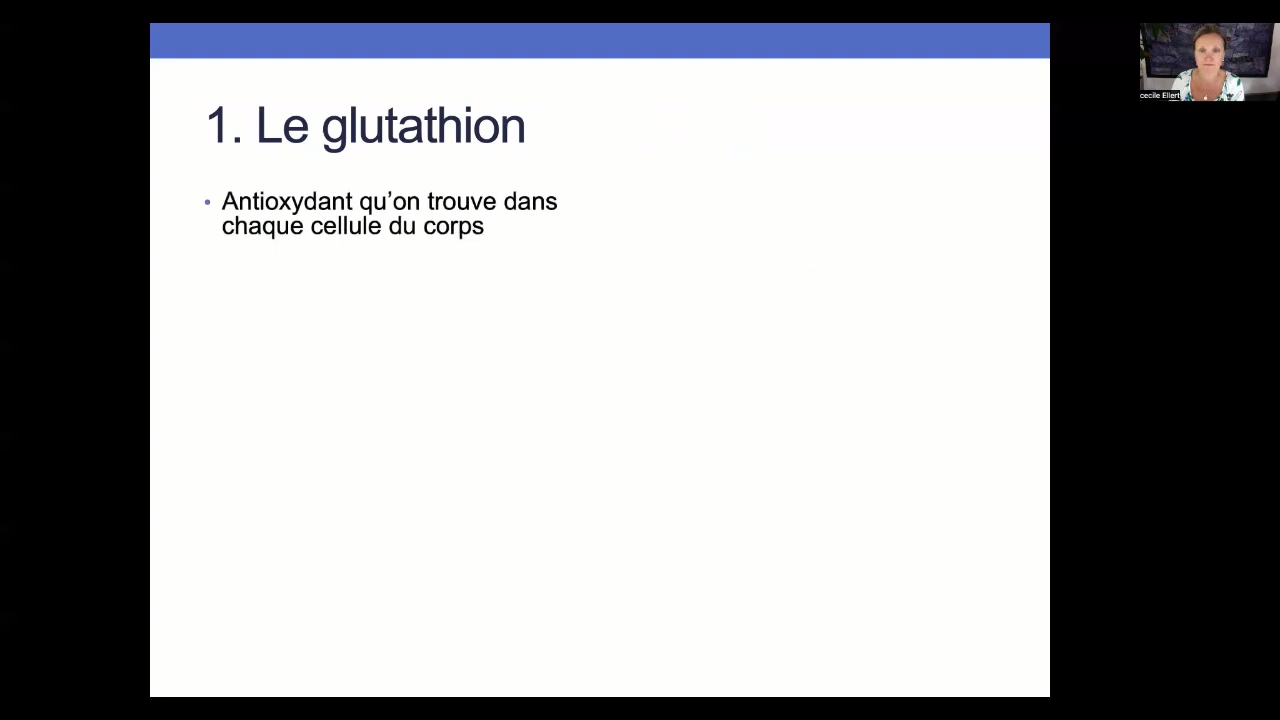 cecile Ellert
1. Le glutathion
• Antioxydant qu’on trouve dans
chaque cellule du corps